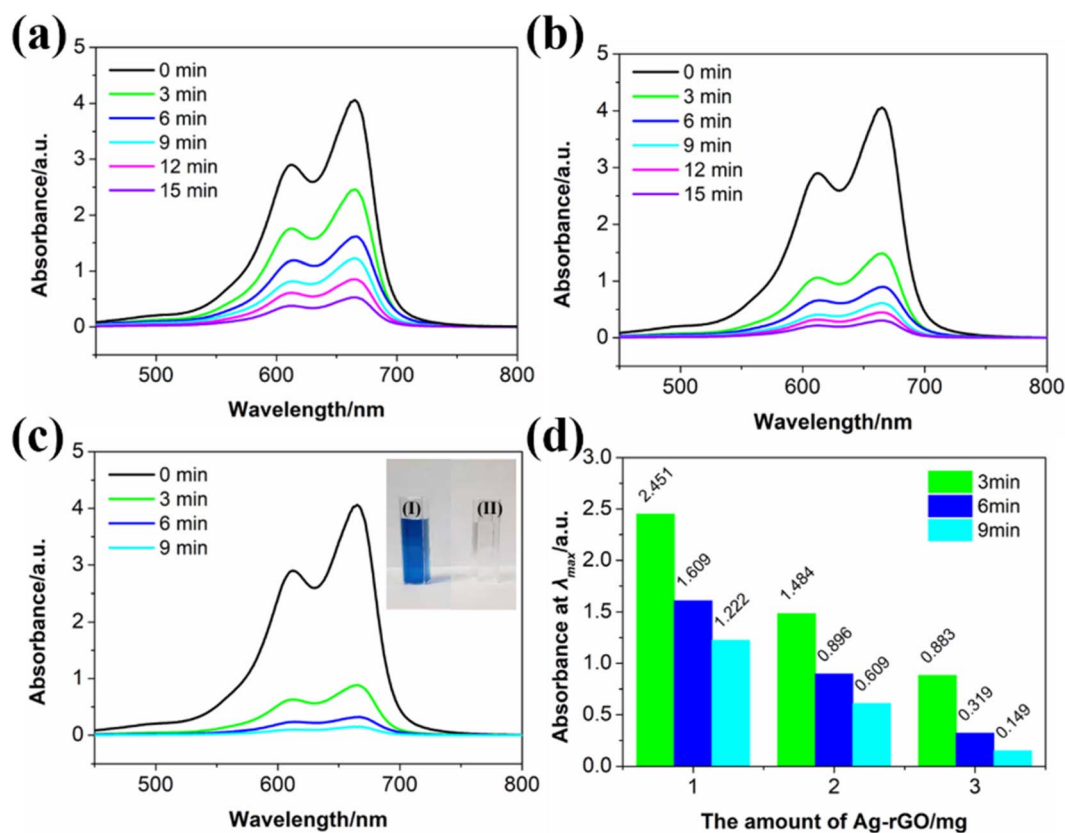 (a)
5
4
3
2
1
0
Absorbance/a.u.
0 min
3 min
6 min
9 min
12 min
15 min
500
600
700
800
Wavelength/nm
(b)
5
4
3
2
1
0
Absorbance/a.u.
0 min
3 min
6 min
9 min
12 min
15 min
500
600
700
800
Wavelength/nm
(c)
5
4
3
2
1
0
Absorbance/a.u.
0 min
3 min
6 min
9 min
(I)
(II)
500
600
700
800
Wavelength/nm
(d)
3.0
2.5
2.0
1.5
1.0
0.5
0.0
Absorbance at λmax/a.u.
3min
6min
9min
2.451
1.609
1.222
1.484
0.896
0.609
0.883
0.319
0.149
1
2
3
The amount of Ag-rGO/mg